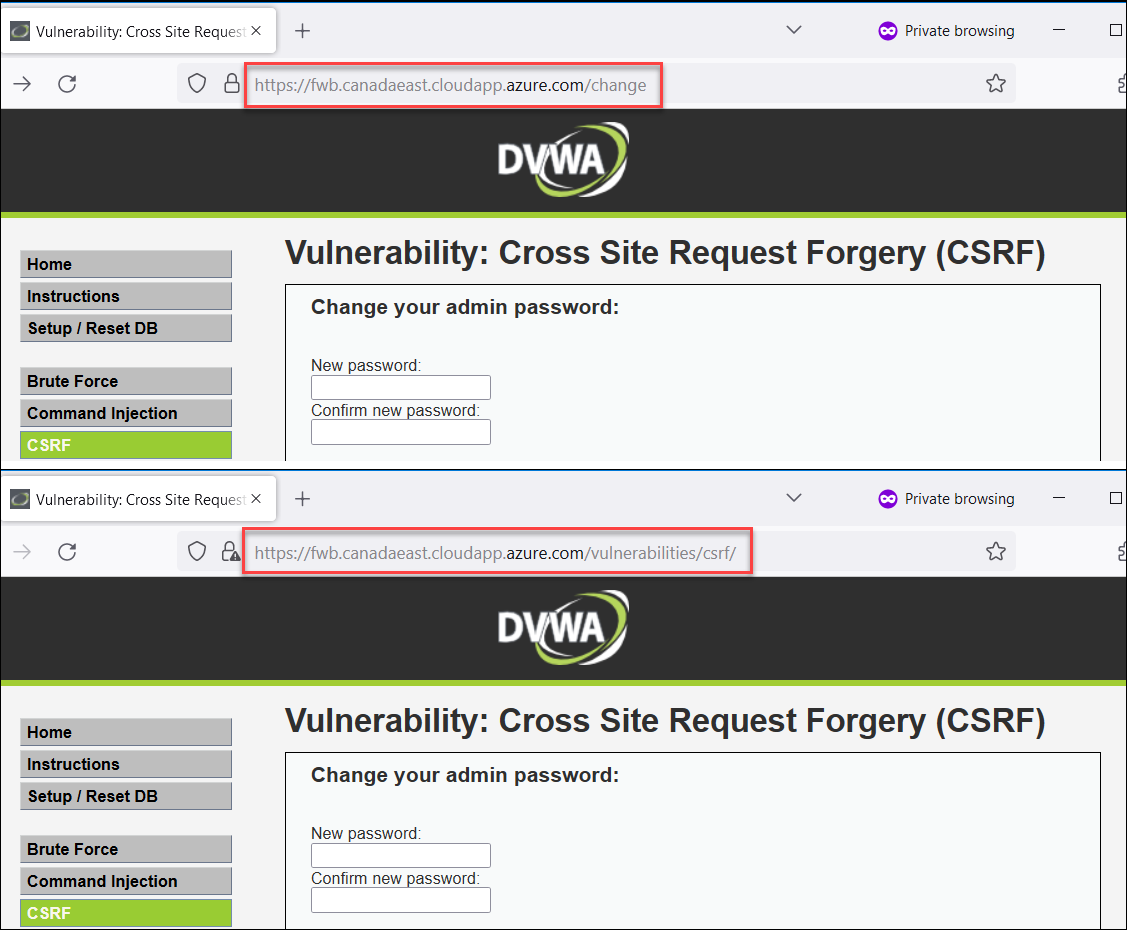 Vulnerability: Cross Site Request
Private browsing
https://fwb.canadaeast.cloudapp.azure.com/change
DVWA
Home
Instructions
Setup / Reset DB
Brute Force
Command Injection
CSRF
Vulnerability: Cross Site Request Forgery (CSRF)
Change your admin password:
New password:
Confirm new password:
Vulnerability: Cross Site Request
Private browsing
https://fwb.canadaeast.cloudapp.azure.com/vulnerabilities/csrf/
DVWA
Home
Instructions
Setup / Reset DB
Brute Force
Command Injection
CSRF
Vulnerability: Cross Site Request Forgery (CSRF)
Change your admin password:
New password:
Confirm new password: